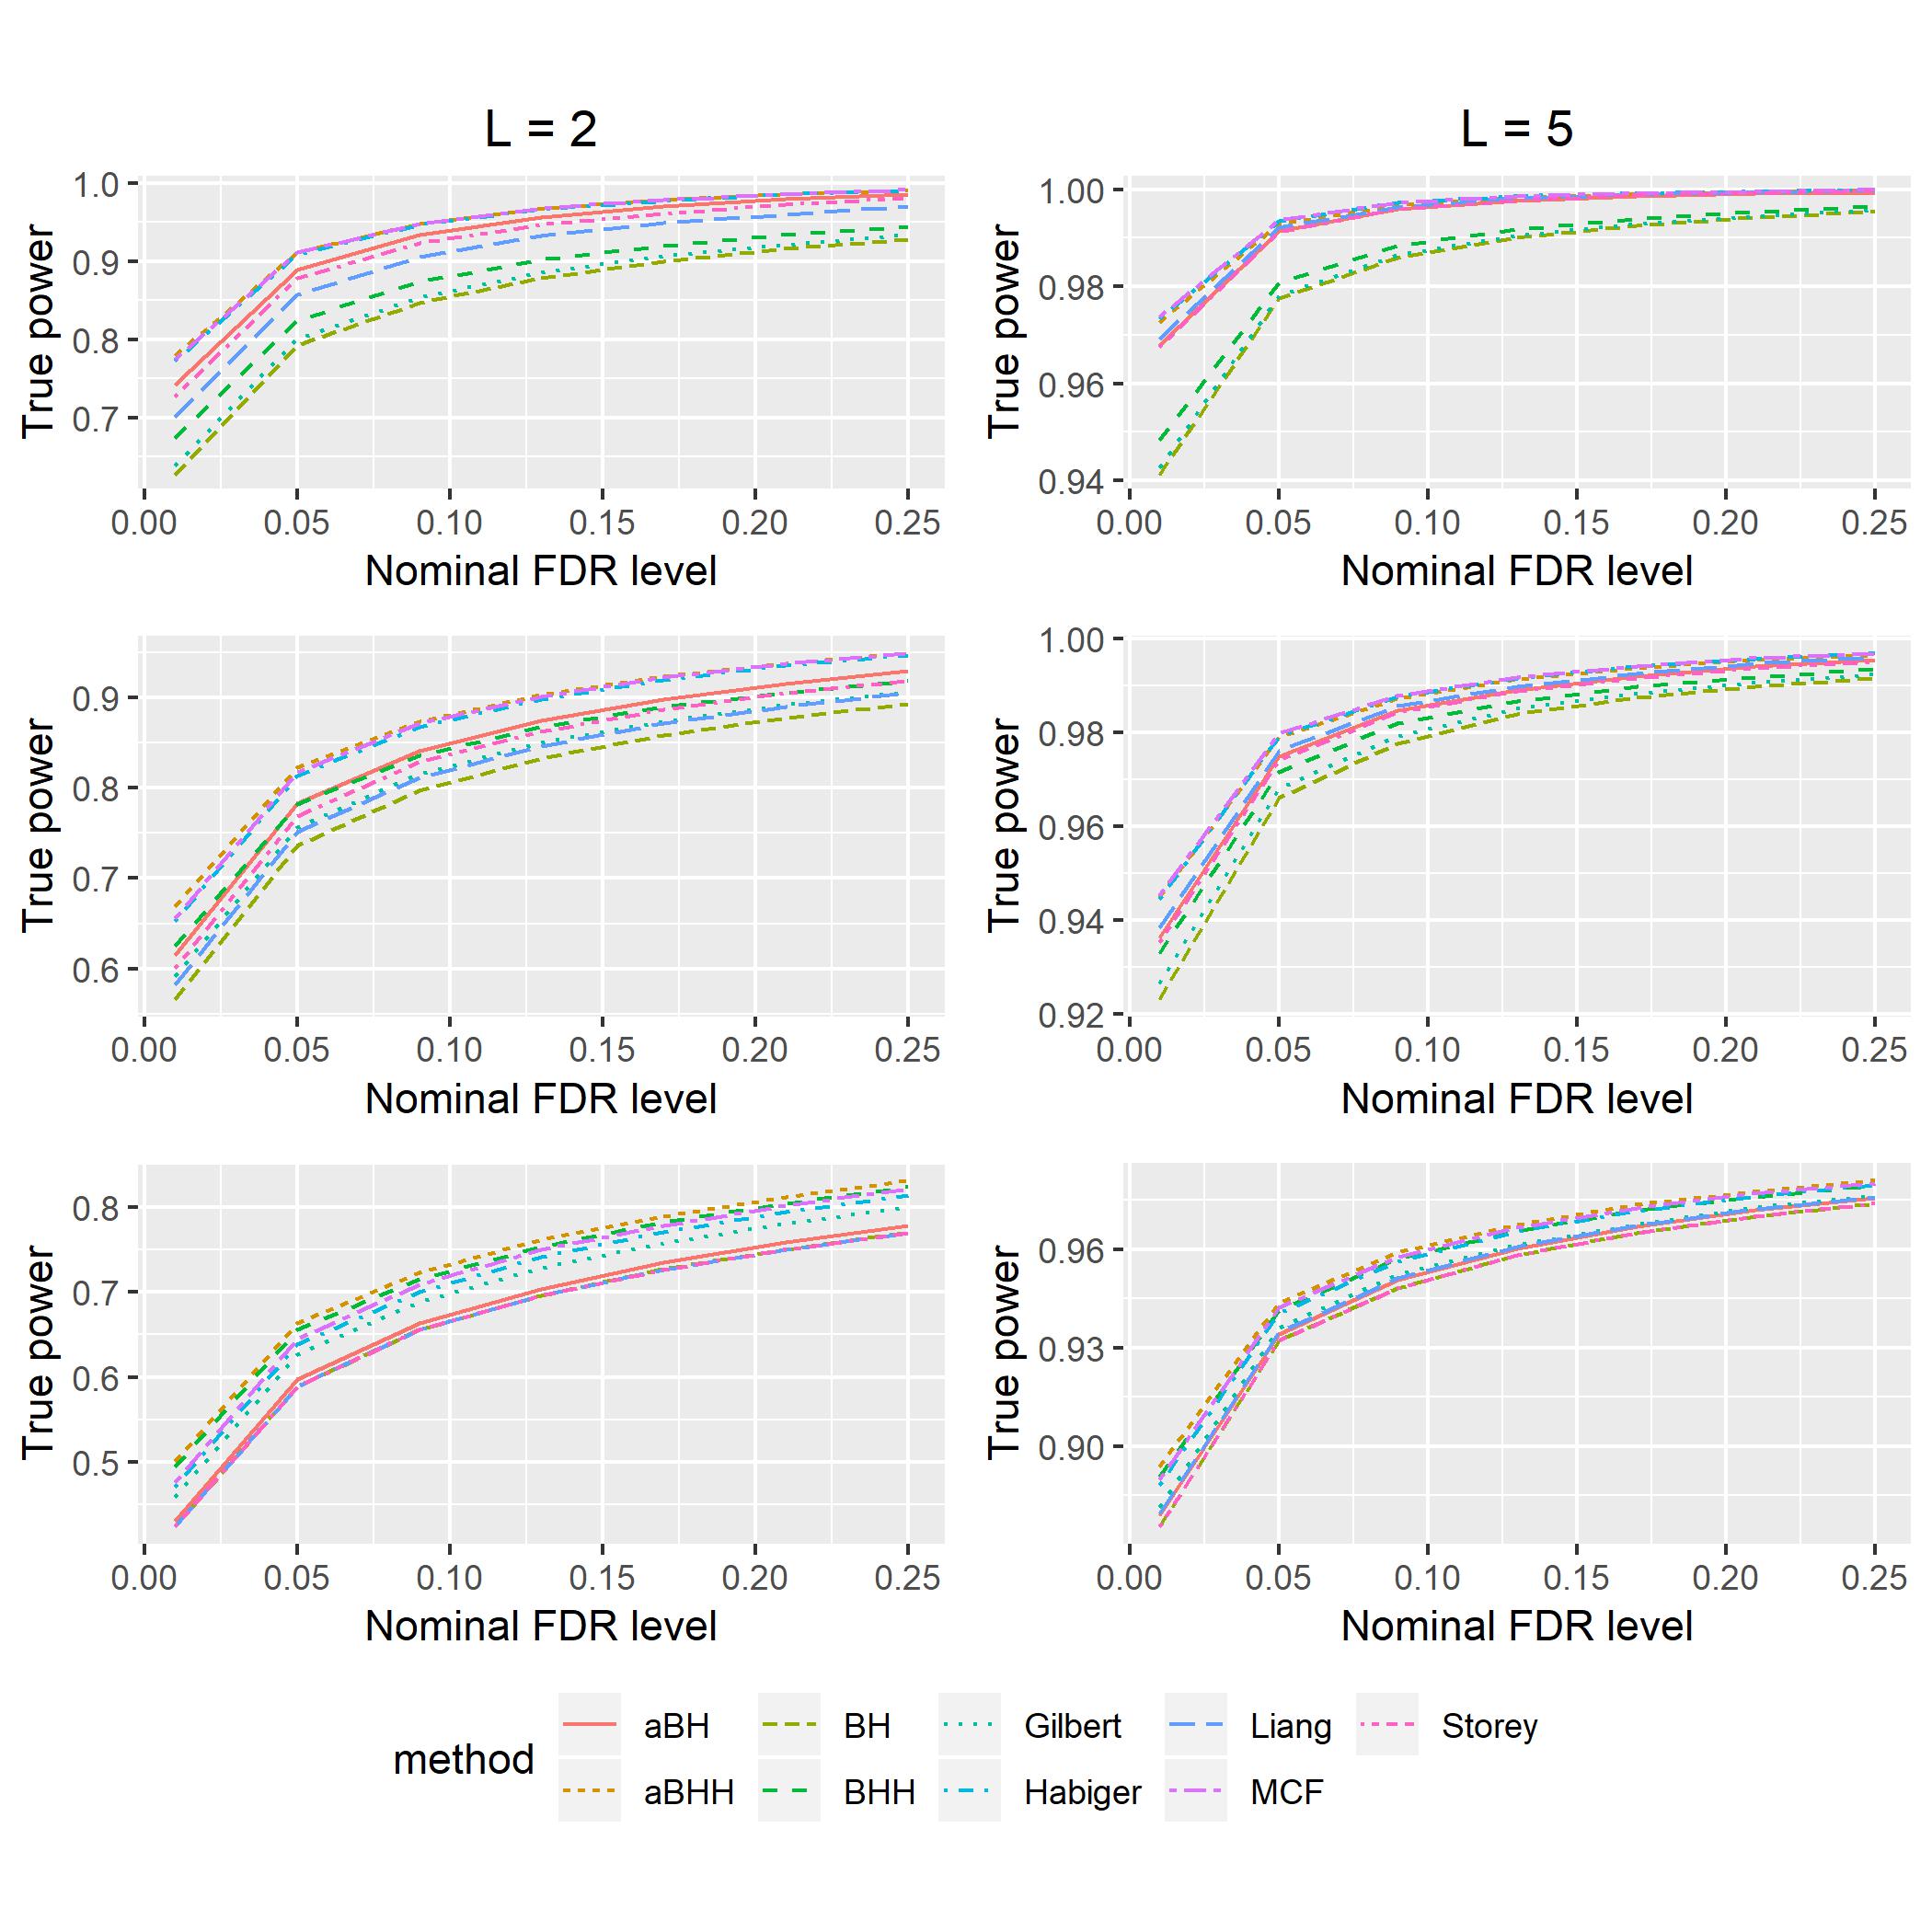 L = 2
L = 5
1.0
0.9
0.8
0.7
True power
0.00 0.05 0.10 0.15 0.20 0.25
Nominal FDR level
1.00
0.98
0.96
0.94
True power
0.00 0.05 0.10 0.15 0.20 0.25
Nominal FDR level
0.9
0.8
0.7
0.6
True power
0.00 0.05 0.10 0.15 0.20 0.25
Nominal FDR level
1.00
0.98
0.96
0.94
0.92
True power
0.00 0.05 0.10 0.15 0.20 0.25
Nominal FDR level
0.8
0.7
0.6
0.5
True power
0.00 0.05 0.10 0.15 0.20 0.25
Nominal FDR level
0.96
0.93
0.90
True power
0.00 0.05 0.10 0.15 0.20 0.25
Nominal FDR level
method
aBH BH Gilbert Liang Storey
aBHH BHH Habiger MCF